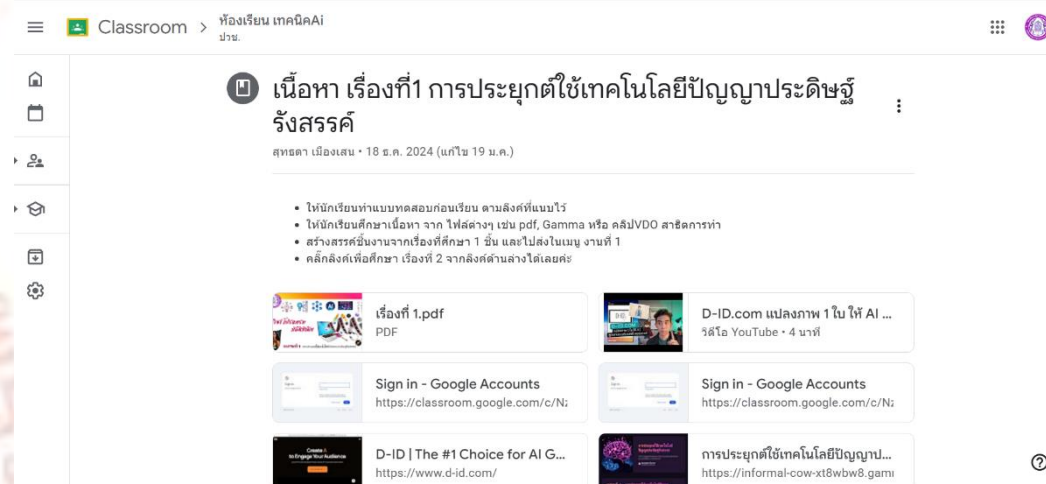 Classroom > ห้องเรียน เทคนิคAi
ปวช.
เนื้อหา เรื่องที่1 การประยุกต์ใช้เทคโนโลยีปัญญาประดิษฐ์
รังสรรค์
สุทธดา เมืองเสน • 18 ธ.ค. 2024 (แก้ไข 19 ม.ค.)
• ให้นักเรียนทำแบบทดสอบก่อนเรียน ตามลิงค์ที่แนบไว้
• ให้นักเรียนศึกษาเนื้อหา จาก ไฟล์ต่างๆ เช่น pdf, Gamma หรือ คลิปVDO สาธิตการทำ
• สร้างสรรค์ชิ้นงานจากเรื่องที่ศึกษา 1 ชิ้น และไปส่งในเมนู งานที่ 1
• คลิ๊กลิงค์เพื่อศึกษา เรื่องที่ 2 จากลิงค์ด้านล่างได้เลยค่ะ
เรื่องที่ 1.pdf
PDF
D-ID.com แปลงภาพ 1 ใบ ให้ AI ...
วิดีโอ YouTube • 4 นาที
Sign in - Google Accounts
https://classroom.google.com/c/Nz
Sign in - Google Accounts
https://classroom.google.com/c/Nz
D-ID | The #1 Choice for AI G...
https://www.d-id.com/
การประยุกต์ใช้เทคโนโลยีปัญญาป...
https://informal-cow-xt8wbw8.gam